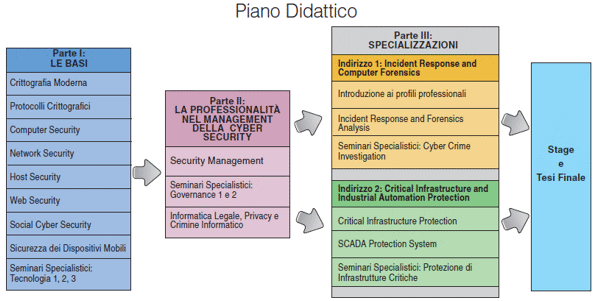 Piano Didattico
Parte I:
LE BASI
Crittografia Moderna
Protocolli Crittografici
Computer Security
Network Security
Host Security
Web Security
Social Cyber Security
Sicurezza dei Dispositivi Mobili
Seminari Specialistici:
Tecnologia 1, 2, 3
Parte II:
LA PROFESSIONALITÀ
NEL MANAGEMENT
DELLA CYBER
SECURITY
Security Management
Seminari Specialistici:
Governance 1 e 2
Informatica Legale, Privacy e
Crimine Informatico
Parte III:
SPECIALIZZAZIONI
Indirizzo 1: Incident Response and
Computer Forensics
Introduzione ai profili professionali
Incident Response and Forensics
Analysis
Seminari Specialistici: Cyber Crime
Investigation
Indirizzo 2: Critical Infrastructure and
Industrial Automation Protection
Critical Infrastructure Protection
SCADA Protection System
Seminari Specialistici: Protezione di
Infrastrutture Critiche
Stage
e
Tesi Finale